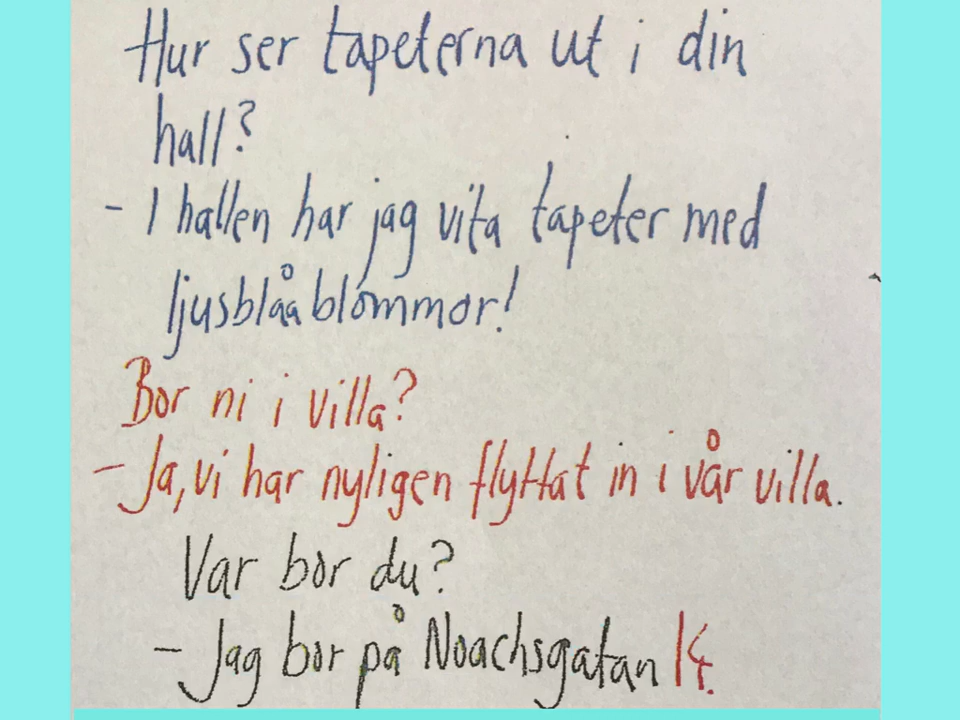 Hur ser tapeterna ut i din
hall?
- I hallen har jag vita tapeter med
ljusblåa blommor!
Bor ni i villa?
- Ja, vi har nyligen flyttat in i vår villa.
Var bor du?
- Jag bor på Noachsgatan 14.